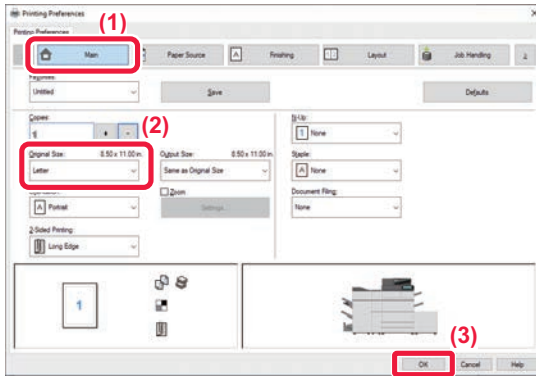 Printing Preferences
(1)
Printing Preferences
Main
Paper Source
A
Finishing
Layout
Job Handling
Favorites:
Untitled
Save
Defaults
Copies:
1
+
-
(2)
N-Up:
1 None
Original Size:
8.50 x 11.00 in.
Output Size:
8.50 x 11.00 in.
Staple:
Letter
Same as Original Size
A None
Orientation:
Zoom
Document Filing:
A Portrait
Settings...
None
2-Sided Printing:
Long Edge
1
(3)
OK
Cancel
Help